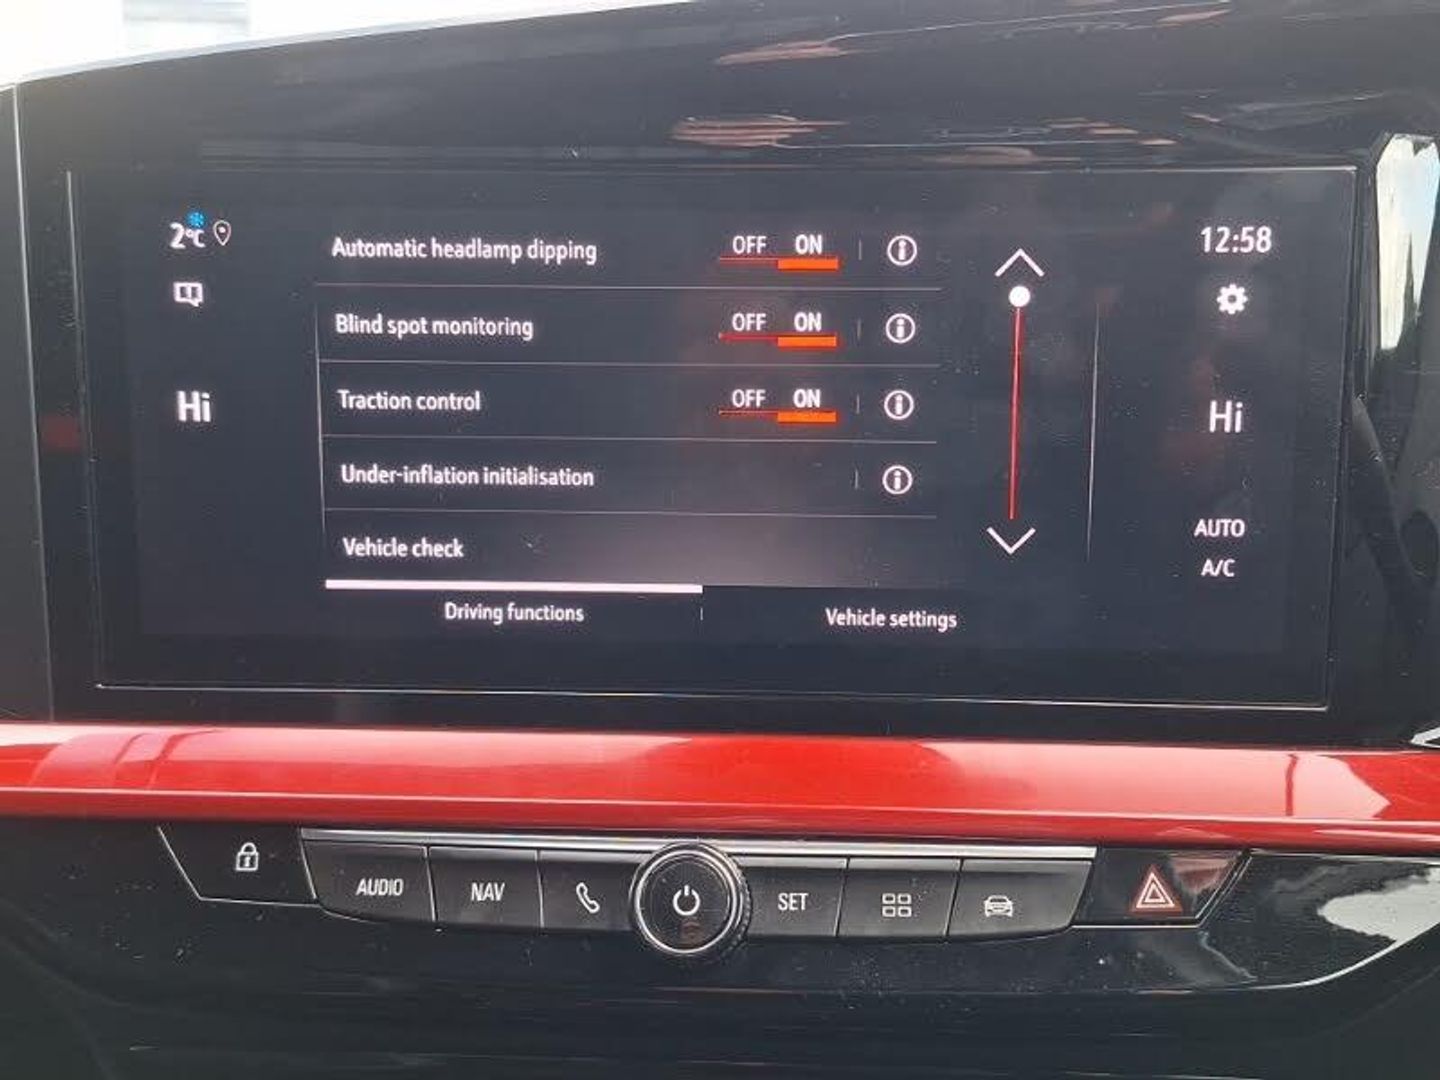 2°C
12:58
Automatic headlamp dipping OFF ON
Blind spot monitoring OFF ON
Traction control OFF ON
Hi
Hi
Under-inflation initialisation
Vehicle check
AUTO
A/C
Driving functions
Vehicle settings
AUDIO
NAV
SET